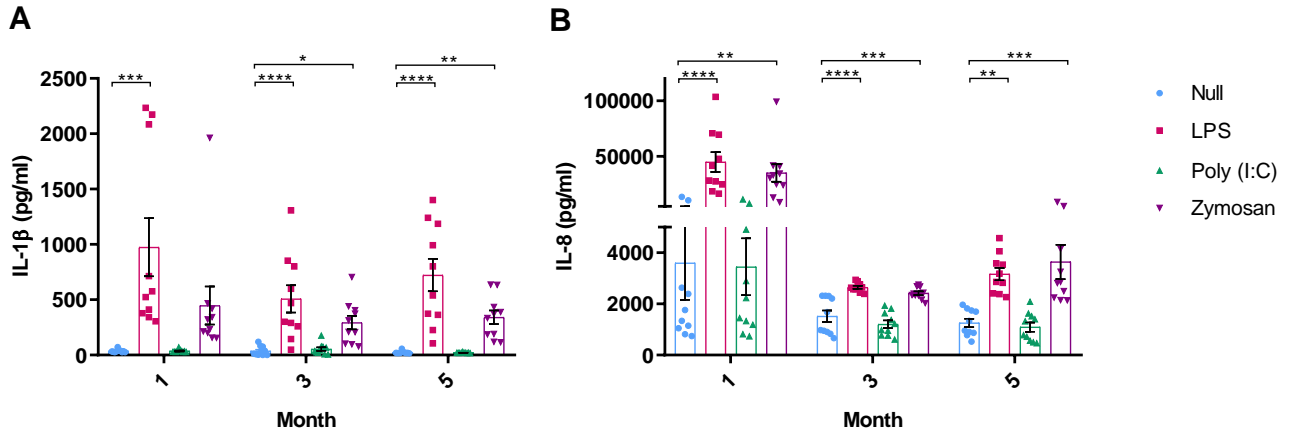 A
B
IL-1β (pg/ml)
2500
2000
1500
1000
500
0
***
****
*
****
**
1
3
5
Month
IL-8 (pg/ml)
100000
50000
4000
2000
0
****
**
****
***
**
***
1
3
5
Month
Null
LPS
Poly (I:C)
Zymosan